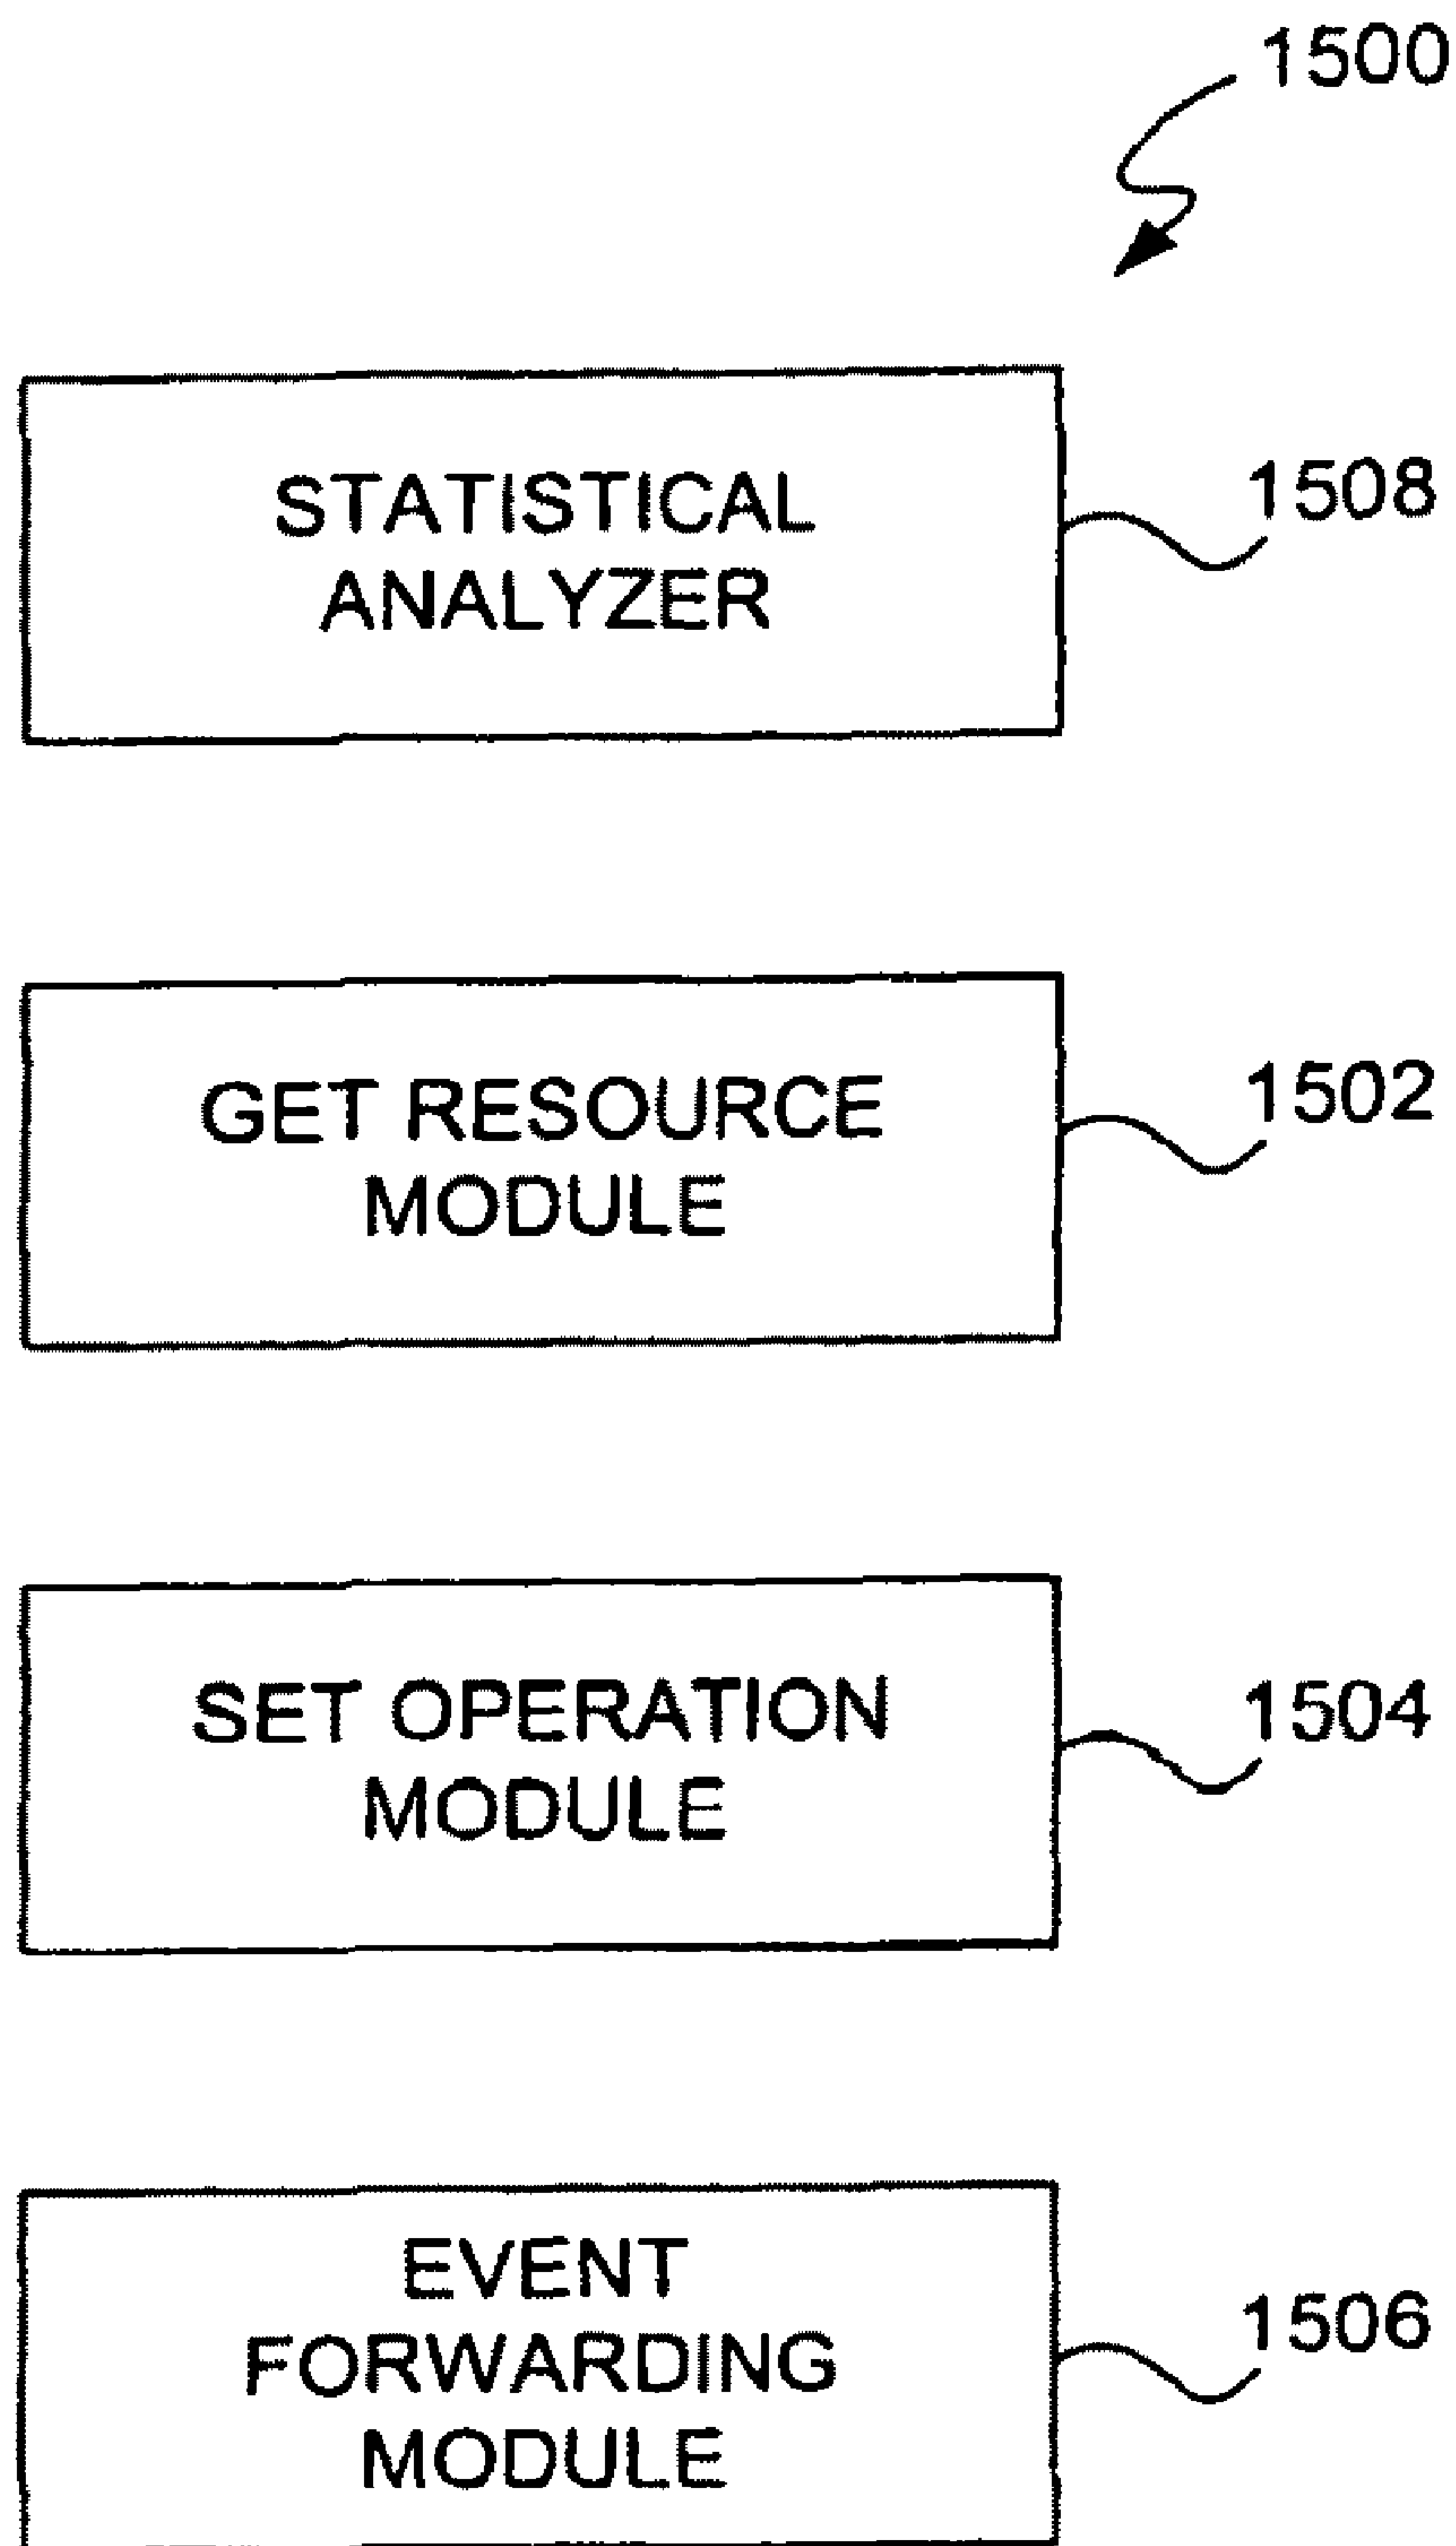 1500
STATISTICAL
ANALYZER
1508
GET RESOURCE
MODULE
1502
SET OPERATION
MODULE
1504
EVENT
FORWARDING
MODULE
1506